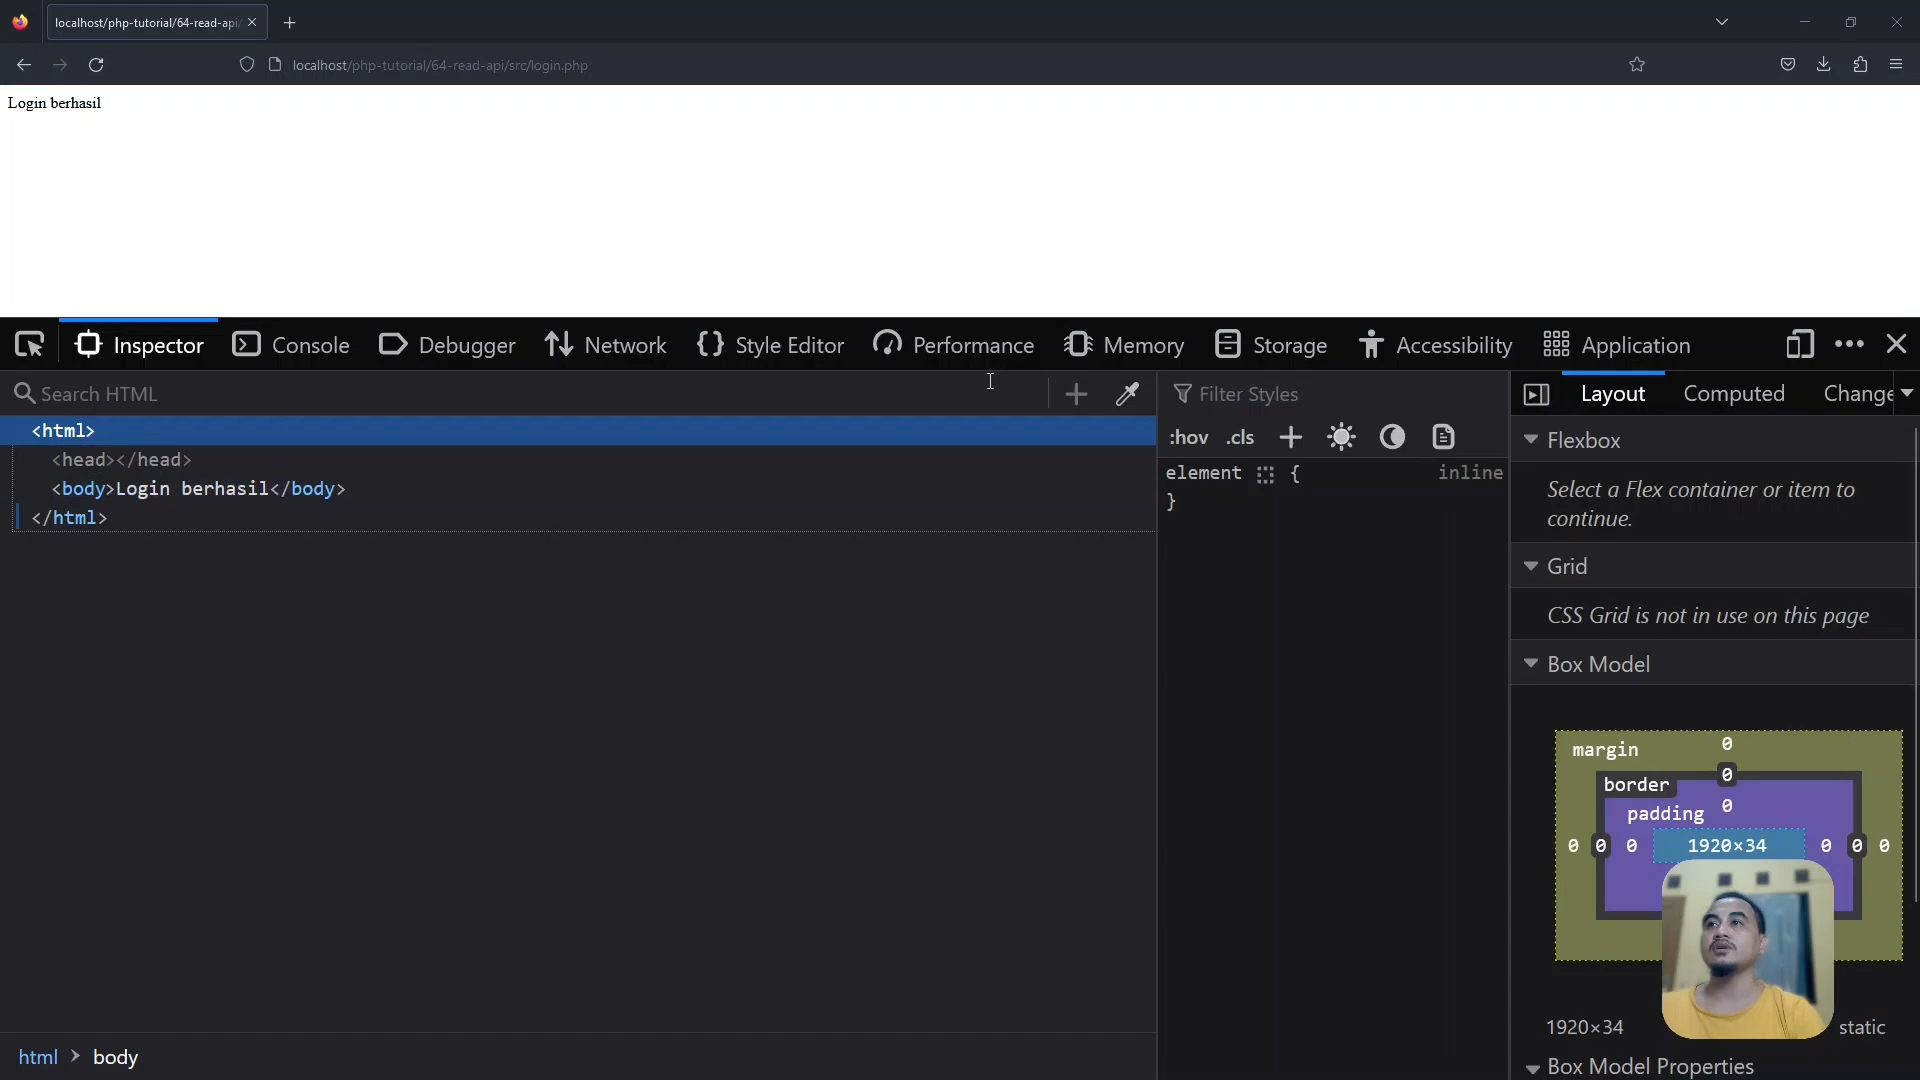 localhost/php-tutorial/64-read-api/
localhost/php-tutorial/64-read-api/src/login.php
Login berhasil
Inspector
Console
Debugger
Network
Style Editor
Performance
Memory
Storage
Accessibility
Application
Search HTML
<html>
<head></head>
<body>Login berhasil</body>
</html>
html
body
Filter Styles
:hov .cls
element { inline
}
Layout
Computed
Change
Flexbox
Select a Flex container or item to
continue.
Grid
CSS Grid is not in use on this page
Box Model
margin 0
border 0
padding 0
0 0 0 1920×34 0 0 0
1920×34 static
Box Model Properties